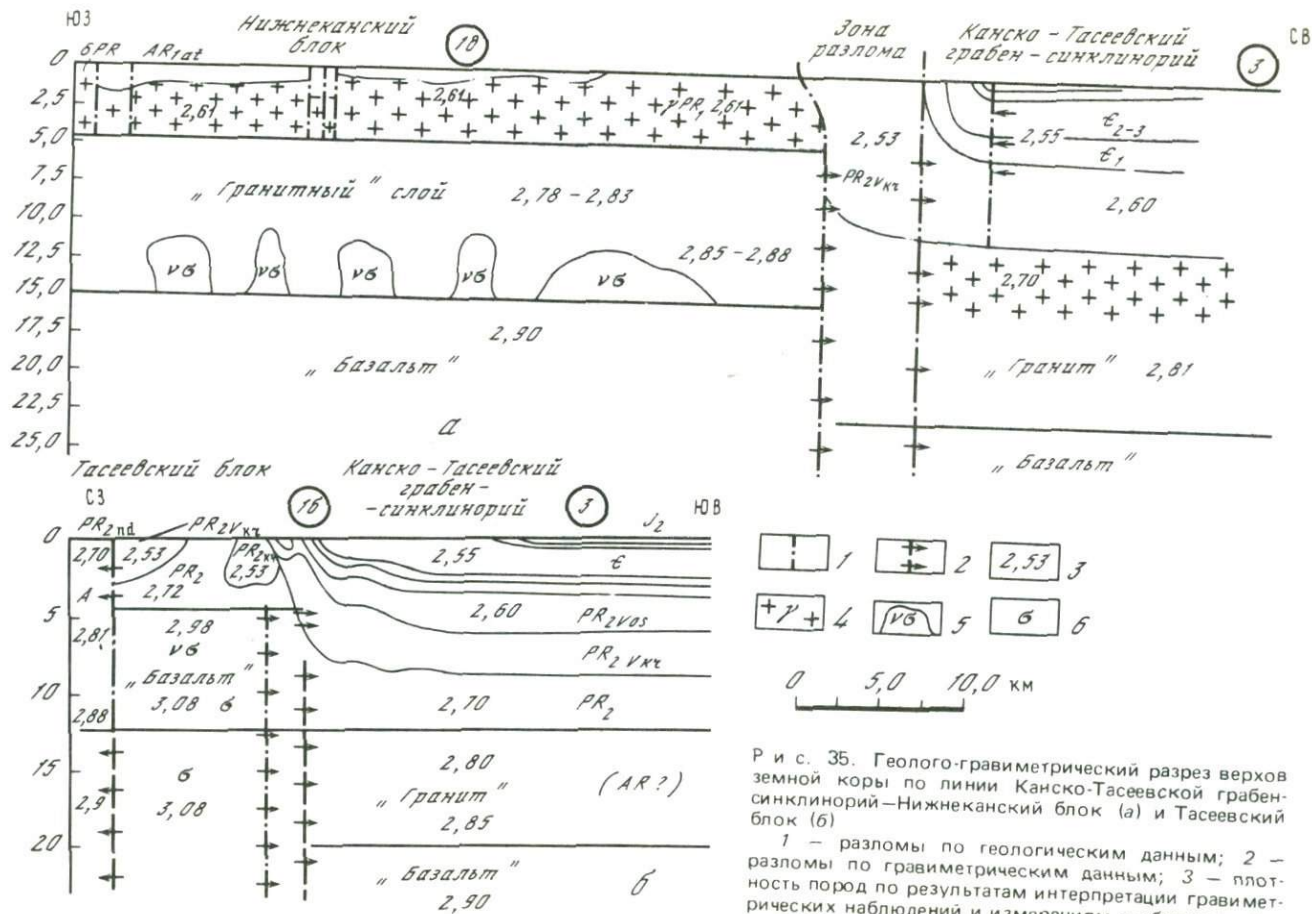 ЮЗ
Нижнеканский
блок
1в
Зона
разлома
Канско-Тасеевский
грабен-синклинорий
3
СВ
0
2,5
5,0
7,5
10,0
12,5
15,0
17,5
20,0
22,5
25,0
бPR
AR₁at
2,61
2,61
γPR₁ 2,61
2,53
PR₂Vкч
Є₂₋₃
2,55
Є₁
2,60
„Гранитный" слой 2,78–2,83
2,85–2,88
νб
νб
νб
νб
νб
2,70
2,90
„Базальт"
„Гранит" 2,81
а
„Базальт"
Тасеевский блок
СЗ
1б
Канско-Тасеевский
грабен-
-синклинорий
3
ЮВ
0
5
10
15
20
PR₂nd
PR₂Vкч
J₂
2,70
2,53
2,53
PR₂
2,72
2,55
Є
А
2,81
2,98
νб
2,60
PR₂Vos
PR₂Vкч
„Базальт"
3,08 б
2,88
2,70
PR₂
б
3,08
2,9
2,80
„Гранит"
2,85
(AR?)
„Базальт"
2,90
б
1
2
2,53
3
+ γ +
4
νб
5
б
6
0 5,0 10,0 км
Рис. 35. Геолого-гравиметрический разрез верхов
земной коры по линии Канско-Тасеевской грабен-
синклинорий—Нижнеканский блок (а) и Тасеевский
блок (б)
1 — разломы по геологическим данным; 2 —
разломы по гравиметрическим данным; 3 — плот-
ность пород по результатам интерпретации гравимет-
рических наблюдений и